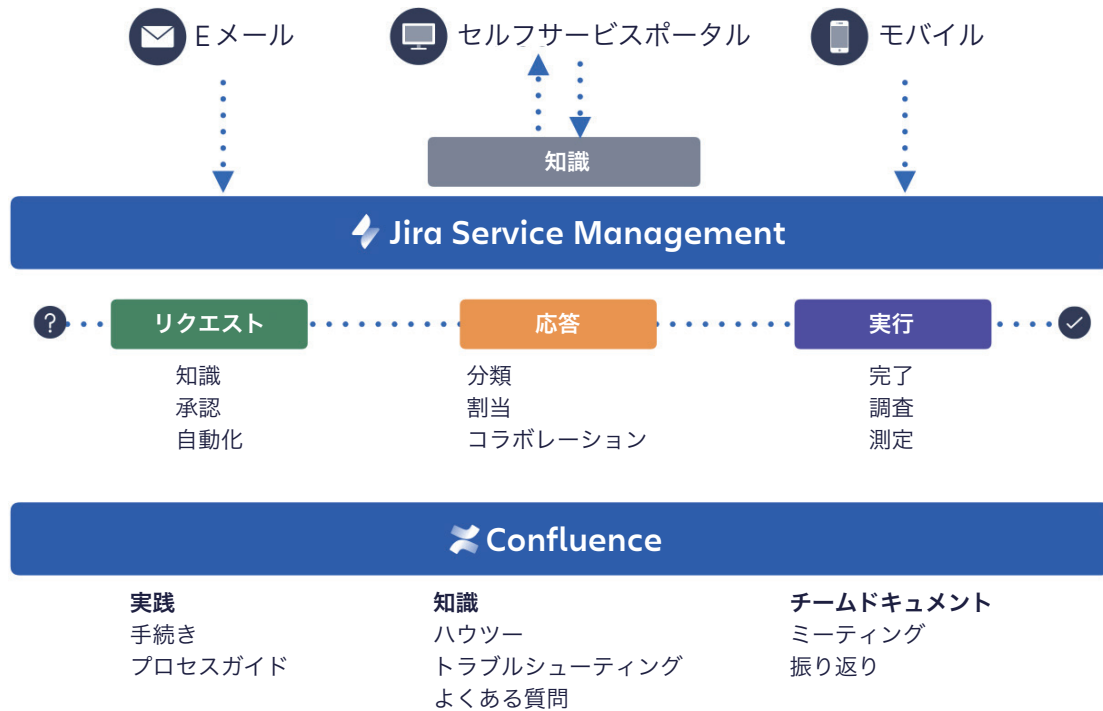 Eメール
セルフサービスポータル
モバイル
知識
Jira Service Management
?
リクエスト
応答
実行
知識
承認
自動化
分類
割当
コラボレーション
完了
調査
測定
Confluence
実践
手続き
プロセスガイド
知識
ハウツー
トラブルシューティング
よくある質問
チームドキュメント
ミーティング
振り返り